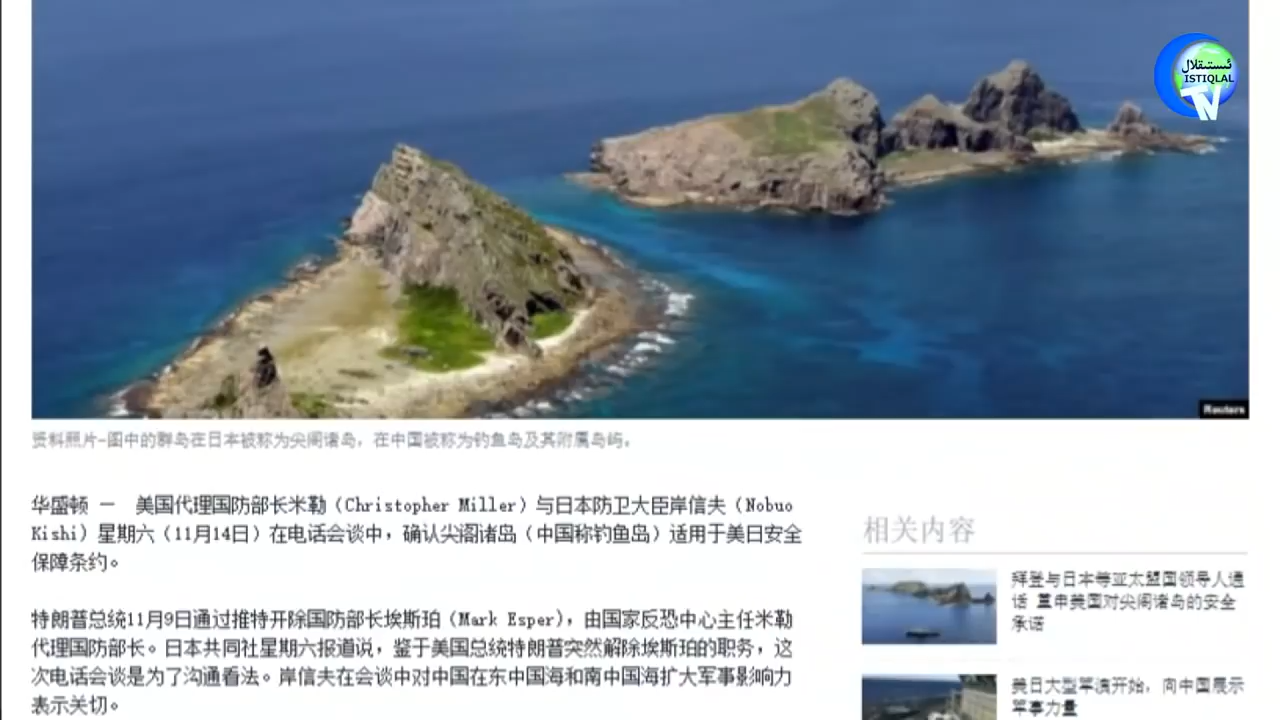 ئىستىقلال
ISTIQLAL
TV
Reuters
资料照片-图中的群岛在日本被称为尖阁诸岛，在中国被称为钓鱼岛及其附属岛屿。
华盛顿 — 美国代理国防部长米勒（Christopher Miller）与日本防卫大臣岸信夫（Nobuo
Kishi）星期六（11月14日）在电话会谈中，确认尖阁诸岛（中国称钓鱼岛）适用于美日安全
保障条约。
特朗普总统11月9日通过推特开除国防部长埃斯珀（Mark Esper），由国家反恐中心主任米勒
代理国防部长。日本共同社星期六报道说，鉴于美国总统特朗普突然解除埃斯珀的职务，这
次电话会谈是为了沟通看法。岸信夫在会谈中对中国在东中国海和南中国海扩大军事影响力
表示关切。
相关内容
拜登与日本等亚太盟国领导人通
话 重申美国对尖阁诸岛的安全
承诺
美日大型军演开始，向中国展示
军事力量